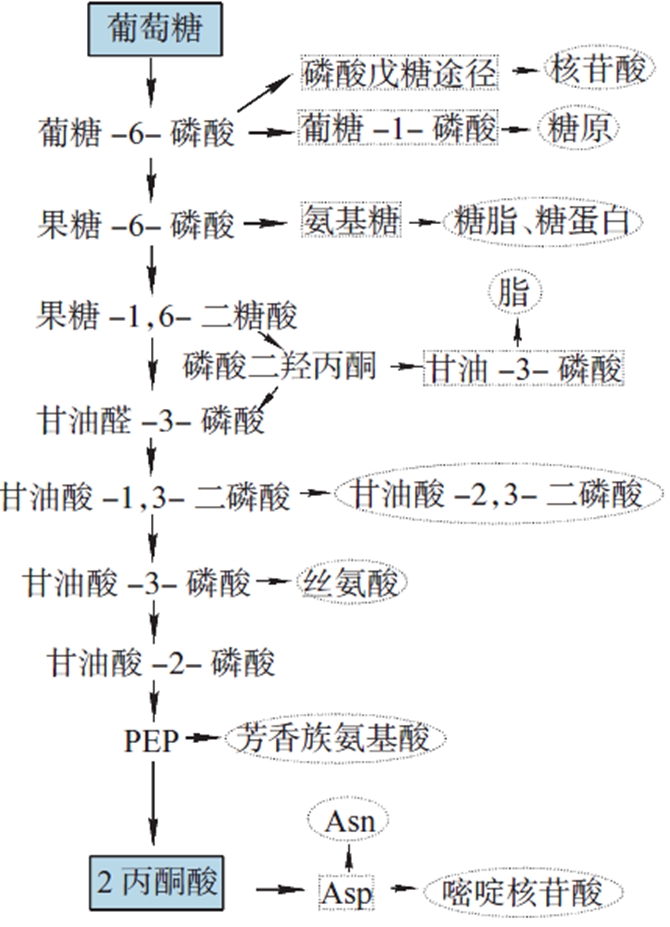 葡萄糖
磷酸戊糖途径
核苷酸
葡糖-6-磷酸
葡糖-1-磷酸
糖原
果糖-6-磷酸
氨基糖
糖脂、糖蛋白
脂
果糖-1,6-二糖酸
磷酸二羟丙酮
甘油-3-磷酸
甘油醛-3-磷酸
甘油酸-1,3-二磷酸
甘油酸-2,3-二磷酸
甘油酸-3-磷酸
丝氨酸
甘油酸-2-磷酸
PEP
芳香族氨基酸
Asn
2丙酮酸
Asp
嘧啶核苷酸